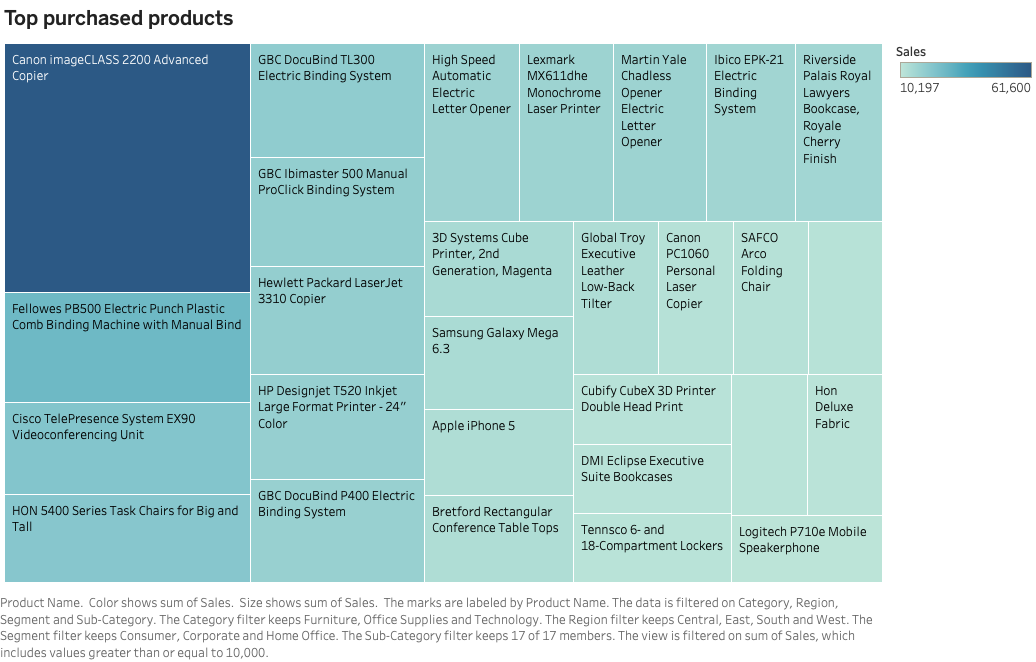 Top purchased products
Canon imageCLASS 2200 Advanced
Copier
Fellowes PB500 Electric Punch Plastic
Comb Binding Machine with Manual Bind
Cisco TelePresence System EX90
Videoconferencing Unit
HON 5400 Series Task Chairs for Big and
Tall
GBC DocuBind TL300
Electric Binding System
GBC Ibimaster 500 Manual
ProClick Binding System
Hewlett Packard LaserJet
3310 Copier
HP Designjet T520 Inkjet
Large Format Printer - 24”
Color
GBC DocuBind P400 Electric
Binding System
High Speed
Automatic
Electric
Letter Opener
Lexmark
MX611dhe
Monochrome
Laser Printer
Martin Yale
Chadless
Opener
Electric
Letter
Opener
Ibico EPK-21
Electric
Binding
System
Riverside
Palais Royal
Lawyers
Bookcase,
Royale
Cherry
Finish
3D Systems Cube
Printer, 2nd
Generation, Magenta
Samsung Galaxy Mega
6.3
Apple iPhone 5
Bretford Rectangular
Conference Table Tops
Global Troy
Executive
Leather
Low-Back
Tilter
Canon
PC1060
Personal
Laser
Copier
SAFCO
Arco
Folding
Chair
Cubify CubeX 3D Printer
Double Head Print
DMI Eclipse Executive
Suite Bookcases
Tennsco 6- and
18-Compartment Lockers
Hon
Deluxe
Fabric
Logitech P710e Mobile
Speakerphone
Sales
10,197 61,600
Product Name.  Color shows sum of Sales.  Size shows sum of Sales.  The marks are labeled by Product Name. The data is filtered on Category, Region,
Segment and Sub-Category. The Category filter keeps Furniture, Office Supplies and Technology. The Region filter keeps Central, East, South and West. The
Segment filter keeps Consumer, Corporate and Home Office. The Sub-Category filter keeps 17 of 17 members. The view is filtered on sum of Sales, which
includes values greater than or equal to 10,000.